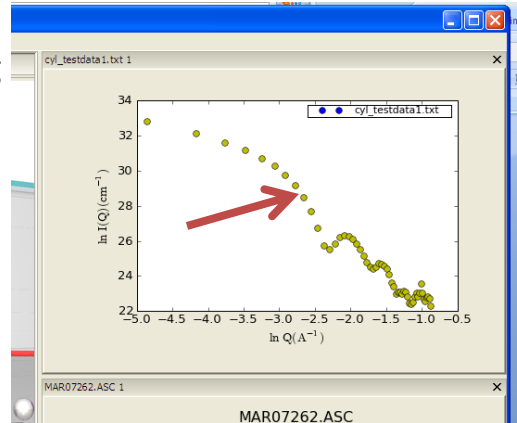 cyl_testdata1.txt 1
cyl_testdata1.txt
34
32
30
28
26
24
22
ln I(Q)(cm⁻¹)
−5.0 −4.5 −4.0 −3.5 −3.0 −2.5 −2.0 −1.5 −1.0 −0.5
ln Q(A⁻¹)
MAR07262.ASC 1
MAR07262.ASC